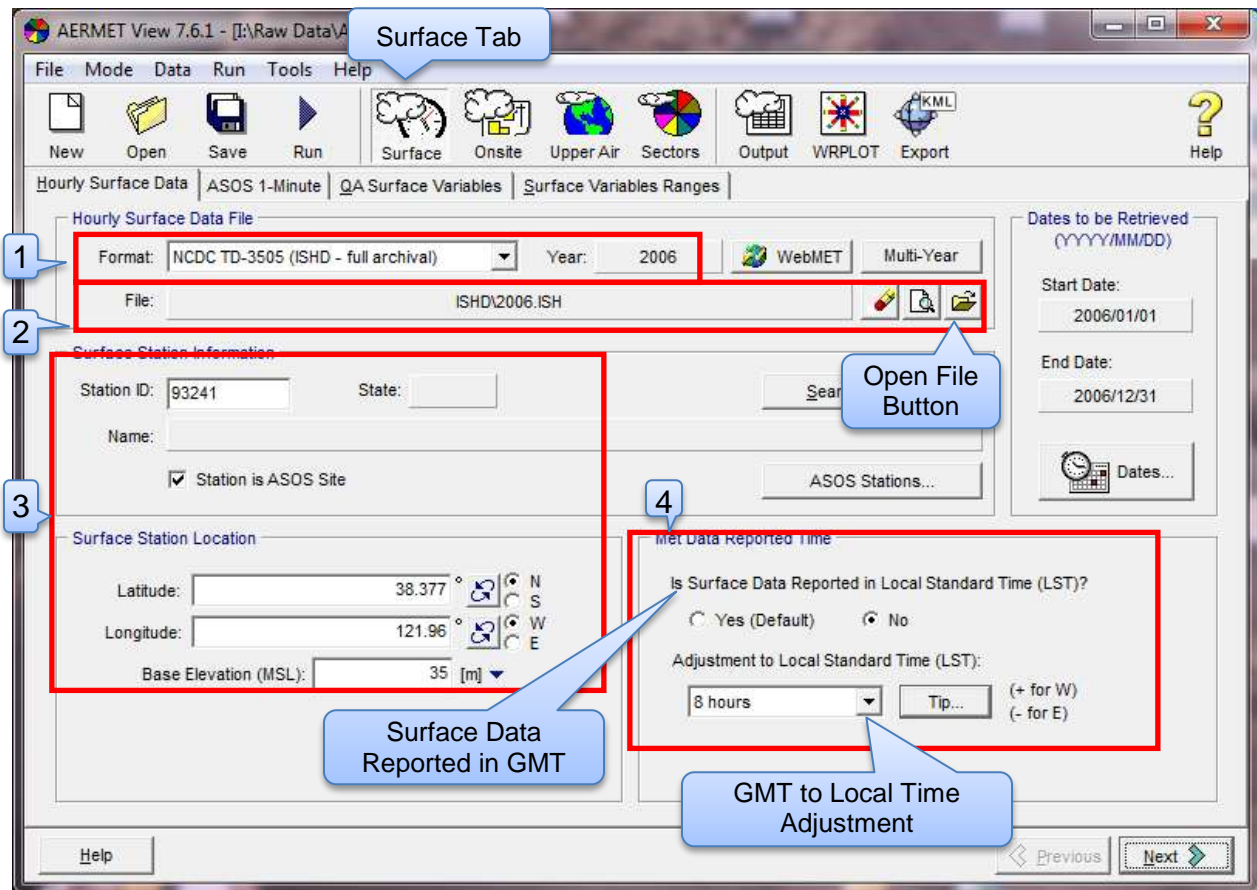 AERMET View 7.6.1 - [I:\Raw Data\A
Surface Tab
File Mode Data Run Tools Help
New Open Save Run Surface Onsite Upper Air Sectors Output WRPLOT KML Export Help
Hourly Surface Data ASOS 1-Minute QA Surface Variables Surface Variables Ranges
Hourly Surface Data File
1
Format: NCDC TD-3505 (ISHD - full archival) Year: 2006 WebMET Multi-Year
2
File: ISHD\2006.ISH
Open File
Button
Dates to be Retrieved
(YYYY/MM/DD)
Start Date:
2006/01/01
End Date:
2006/12/31
Dates...
Surface Station Information
3
Station ID: 93241 State:
Name:
Station is ASOS Site ASOS Stations...
Surface Station Location
Latitude: 38.377 ° N
S
Longitude: 121.96 ° W
E
Base Elevation (MSL): 35 [m]
4
Met Data Reported Time
Is Surface Data Reported in Local Standard Time (LST)?
Yes (Default) No
Adjustment to Local Standard Time (LST):
8 hours Tip... (+ for W)
(- for E)
Surface Data
Reported in GMT
GMT to Local Time
Adjustment
Help Previous Next